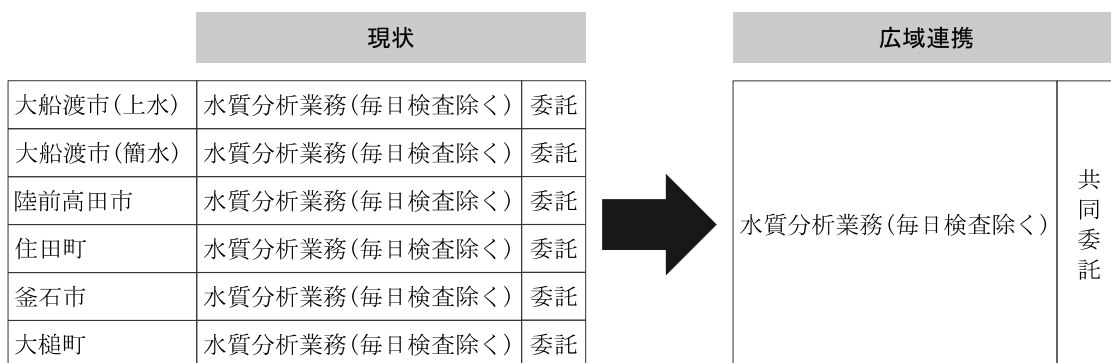 現状
広域連携
大船渡市(上水) 水質分析業務(毎日検査除く) 委託
大船渡市(簡水) 水質分析業務(毎日検査除く) 委託
陸前高田市 水質分析業務(毎日検査除く) 委託
住田町 水質分析業務(毎日検査除く) 委託
釜石市 水質分析業務(毎日検査除く) 委託
大槌町 水質分析業務(毎日検査除く) 委託
水質分析業務(毎日検査除く)
共同委託